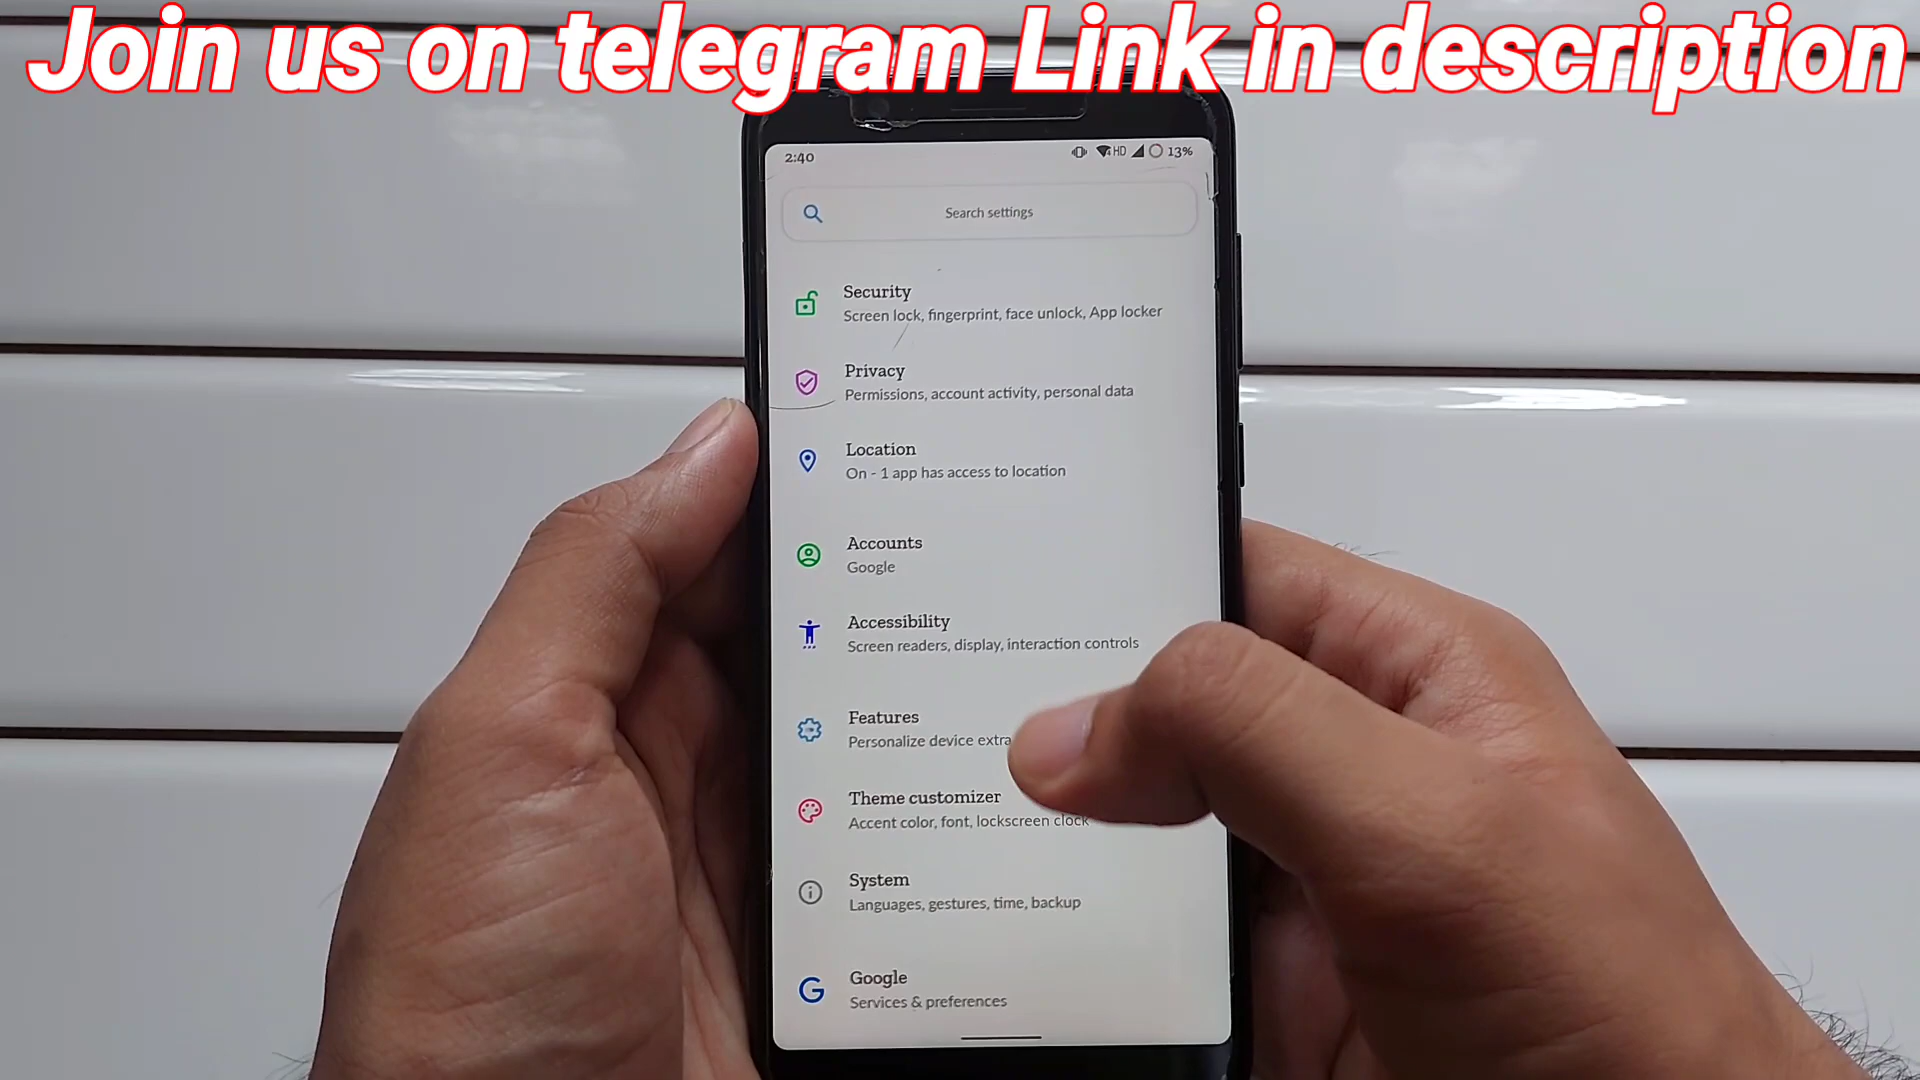 Join us on telegram Link in description
2:40
HD 13%
Search settings
Security
Screen lock, fingerprint, face unlock, App locker
Privacy
Permissions, account activity, personal data
Location
On - 1 app has access to location
Accounts
Google
Accessibility
Screen readers, display, interaction controls
Features
Personalize device extra
Theme customizer
Accent color, font, lockscreen clock
System
Languages, gestures, time, backup
Google
Services & preferences